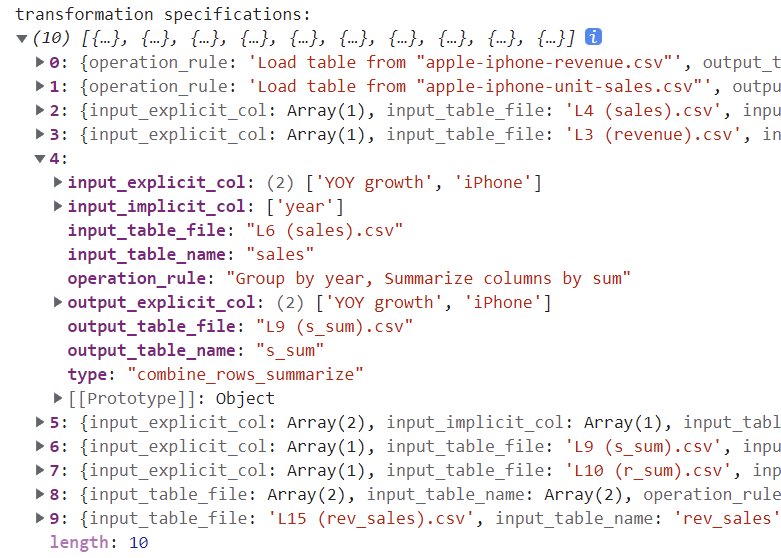 transformation specifications:
▼(10) [{…}, {…}, {…}, {…}, {…}, {…}, {…}, {…}, {…}, {…}] i
▶0: {operation_rule: 'Load table from "apple-iphone-revenue.csv"', output_t
▶1: {operation_rule: 'Load table from "apple-iphone-unit-sales.csv"', outpu
▶2: {input_explicit_col: Array(1), input_table_file: 'L4 (sales).csv', inpu
▶3: {input_explicit_col: Array(1), input_table_file: 'L3 (revenue).csv', in
▼4:
▶input_explicit_col: (2) ['YOY growth', 'iPhone']
▶input_implicit_col: ['year']
input_table_file: "L6 (sales).csv"
input_table_name: "sales"
operation_rule: "Group by year, Summarize columns by sum"
▶output_explicit_col: (2) ['YOY growth', 'iPhone']
output_table_file: "L9 (s_sum).csv"
output_table_name: "s_sum"
type: "combine_rows_summarize"
▶[[Prototype]]: Object
▶5: {input_explicit_col: Array(2), input_implicit_col: Array(1), input_tabl
▶6: {input_explicit_col: Array(1), input_table_file: 'L9 (s_sum).csv', inpu
▶7: {input_explicit_col: Array(1), input_table_file: 'L10 (r_sum).csv', inp
▶8: {input_table_file: Array(2), input_table_name: Array(2), operation_rule
▶9: {input_table_file: 'L15 (rev_sales).csv', input_table_name: 'rev_sales'
length: 10